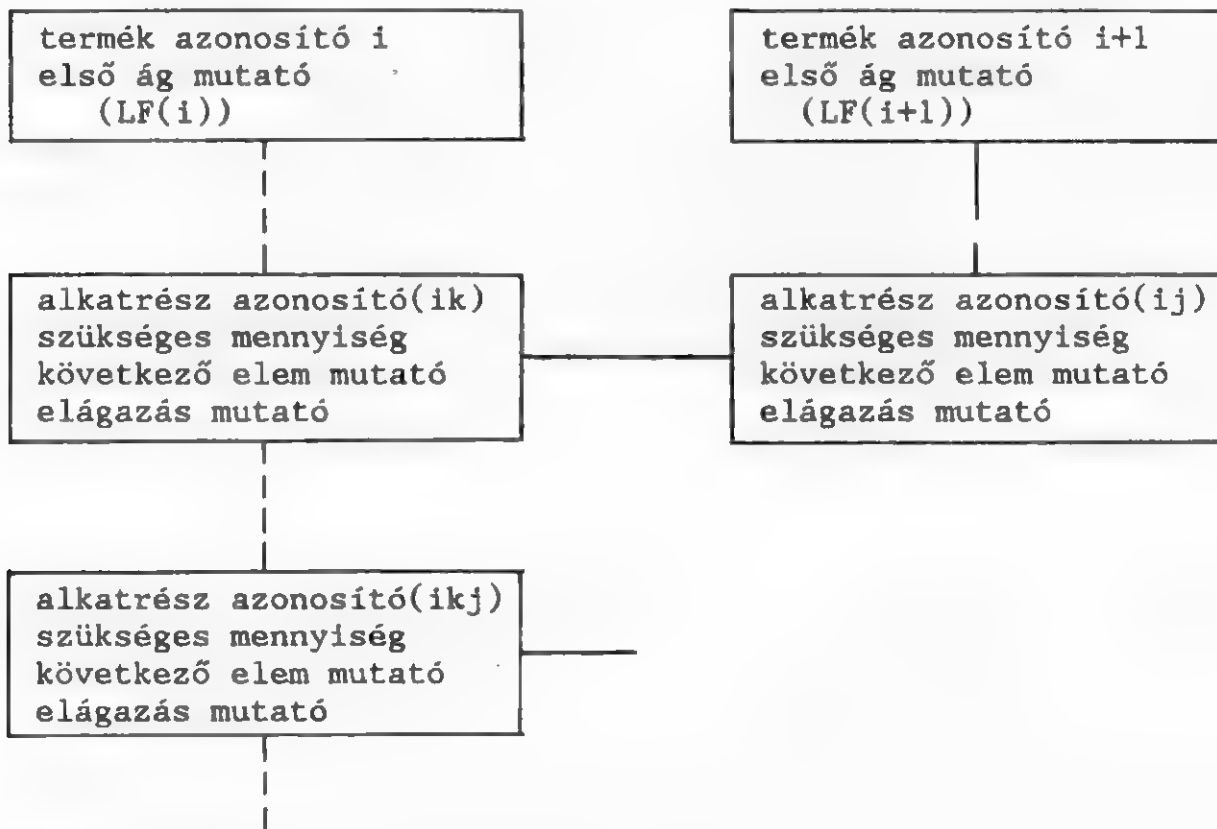 termék azonosító i
első ág mutató
(LF(i))
termék azonosító i+1
első ág mutató
(LF(i+1))
alkatrész azonosító(ik)
szükséges mennyiség
következő elem mutató
elágazás mutató
alkatrész azonosító(ij)
szükséges mennyiség
következő elem mutató
elágazás mutató
alkatrész azonosító(ikj)
szükséges mennyiség
következő elem mutató
elágazás mutató